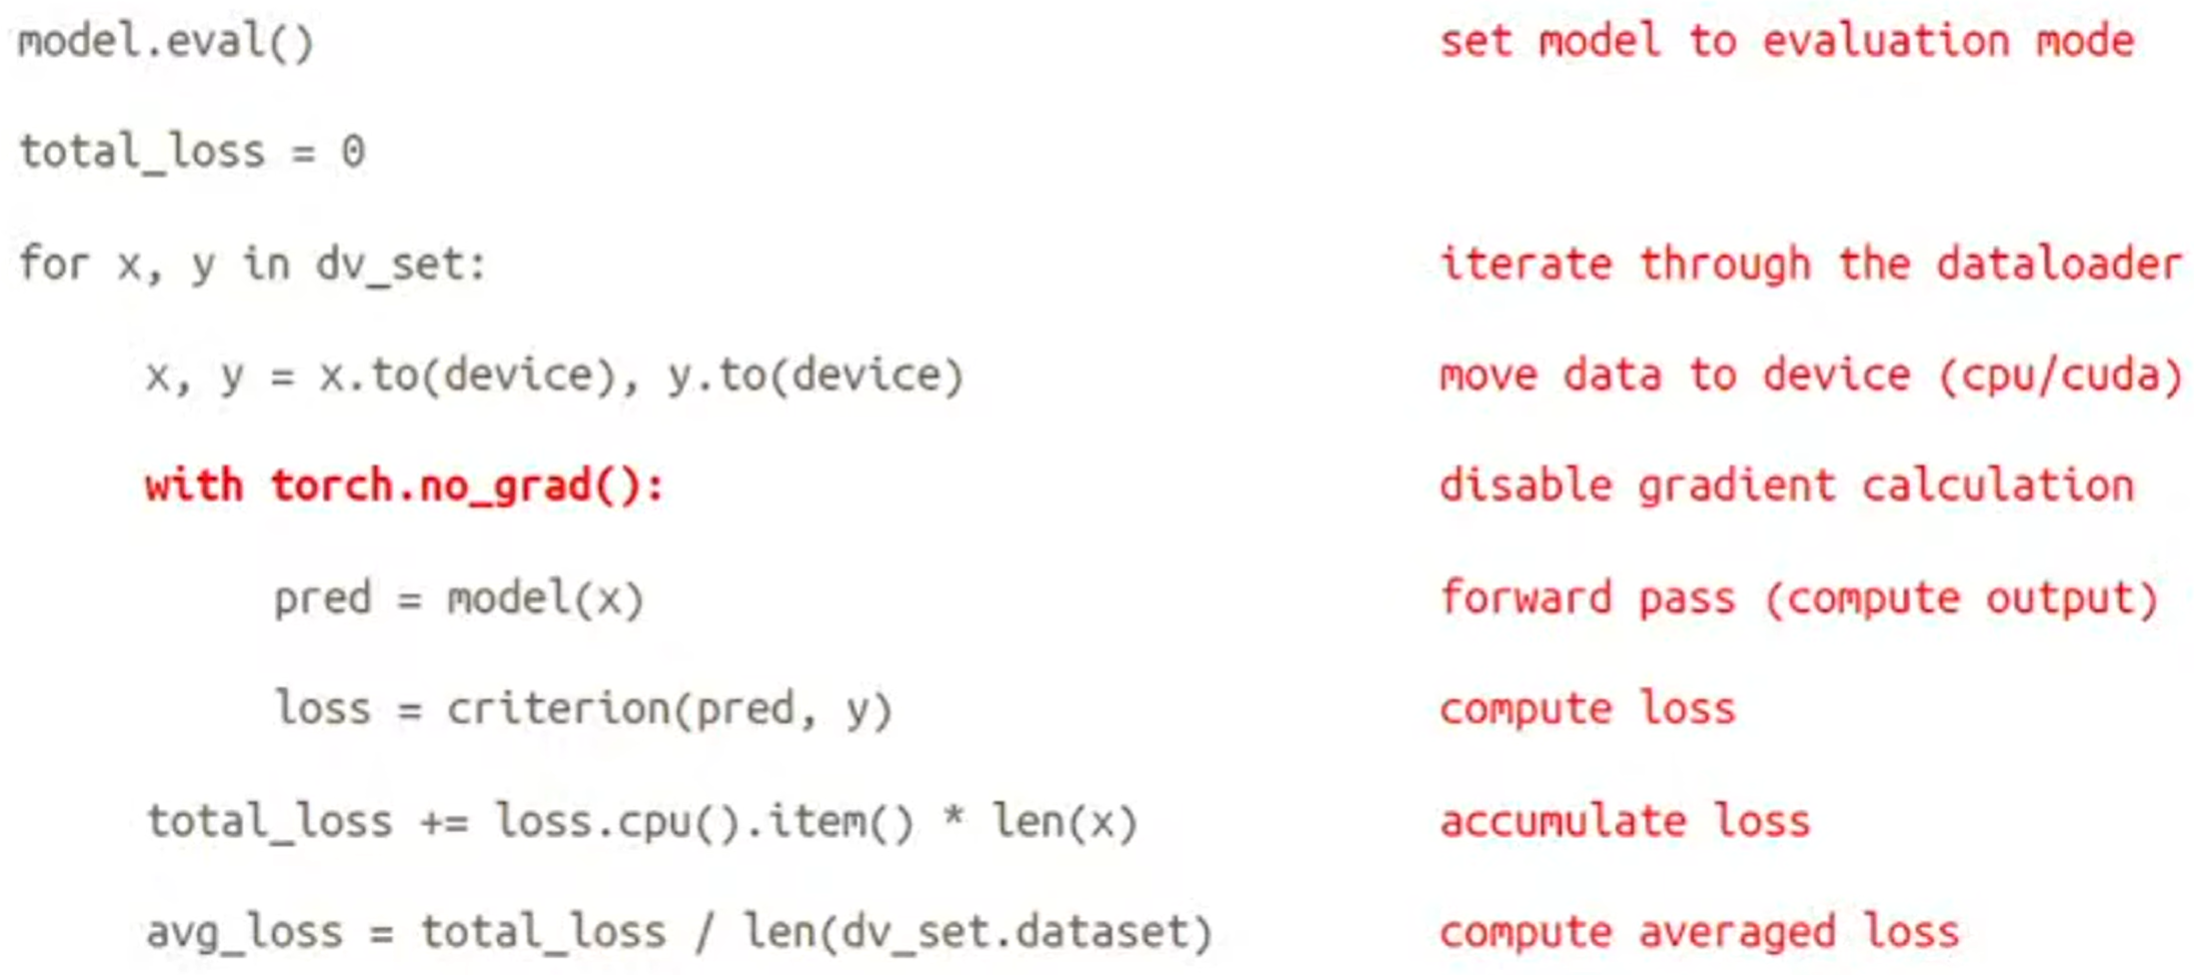 model.eval() set model to evaluation mode
total_loss = 0
for x, y in dv_set: iterate through the dataloader
x, y = x.to(device), y.to(device) move data to device (cpu/cuda)
with torch.no_grad(): disable gradient calculation
pred = model(x) forward pass (compute output)
loss = criterion(pred, y) compute loss
total_loss += loss.cpu().item() * len(x) accumulate loss
avg_loss = total_loss / len(dv_set.dataset) compute averaged loss